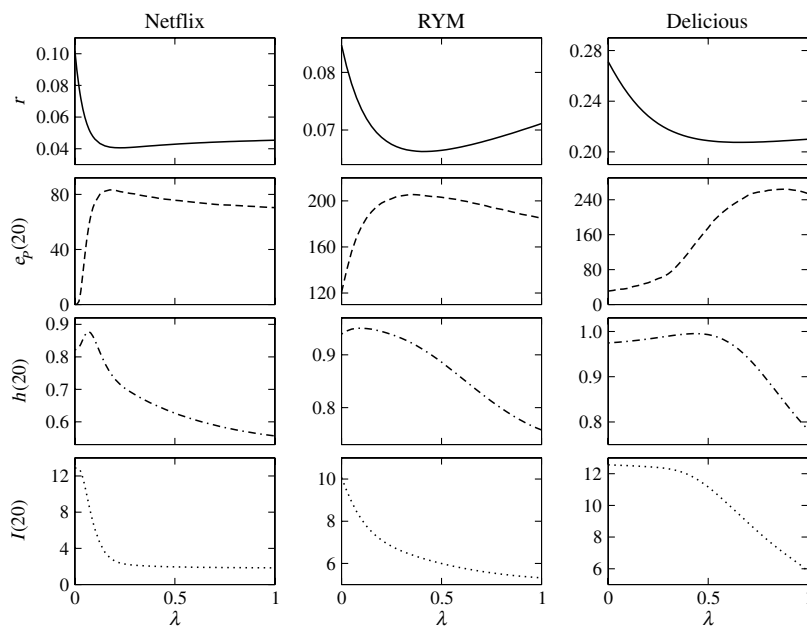 Netflix RYM Delicious
r 0.10 0.08 0.06 0.04 0.08 0.07 0.28 0.24 0.20
eₚ(20) 80 40 0 200 160 120 240 160 80 0
h(20) 0.9 0.8 0.7 0.6 0.9 0.8 1.0 0.9 0.8
I(20) 12 8 4 0 10 8 6 12 10 8 6
0 0.5 1 0 0.5 1 0 0.5 1
λ λ λ